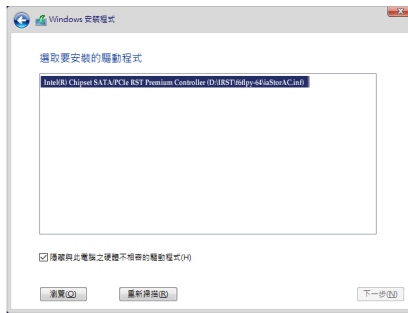 Windows 安裝程式
選取要安裝的驅動程式
Intel(R) Chipset SATA/PCIe RST Premium Controller (D:\IRST\f6flpy-64\iaStorAC.inf)
隱藏與此電腦之硬體不相容的驅動程式(H)
瀏覽(O) 重新掃描(R) 下一步(N)